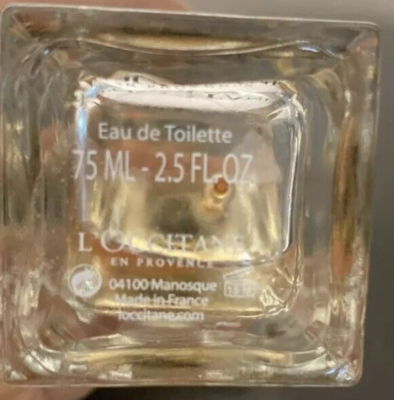 Eau de Toilette
75 ML - 2.5 FL.OZ.
L'OCCITANE
EN PROVENCE
04100 Manosque
Made in France
loccitane.com